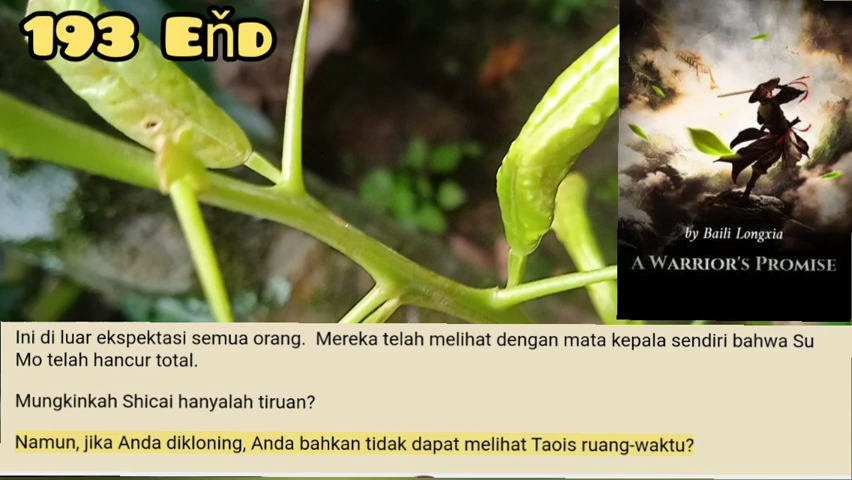 193 Eňd
by Baili Longxia
A Warrior's Promise
Ini di luar ekspektasi semua orang. Mereka telah melihat dengan mata kepala sendiri bahwa Su
Mo telah hancur total.
Mungkinkah Shicai hanyalah tiruan?
Namun, jika Anda dikloning, Anda bahkan tidak dapat melihat Taois ruang-waktu?